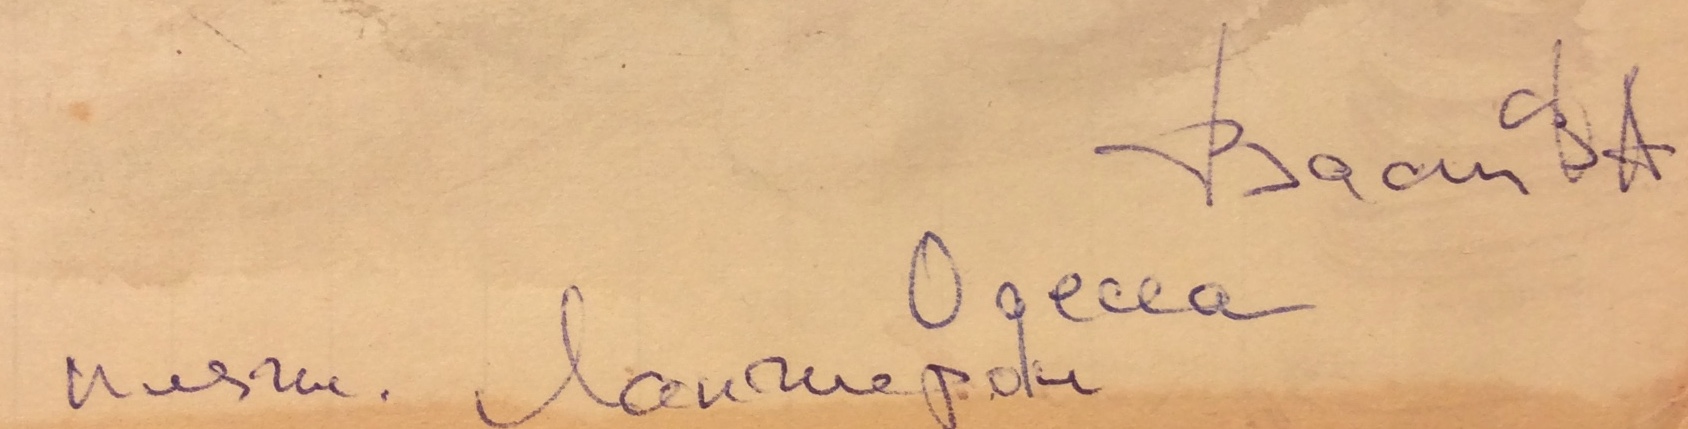 Одесса
пляж. Ланжерон